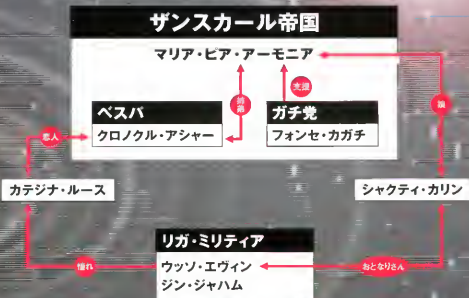 ザンスカール帝国
マリア・ピア・アーモニア
支援
姉弟
娘
ベスパ
クロノクル・アシャー
ガチ党
フォンセ・カガチ
恋人
カテジナ・ルース
シャクティ・カリン
リガ・ミリティア
憧れ
ウッソ・エヴィン
おとなりさん
ジン・ジャハム